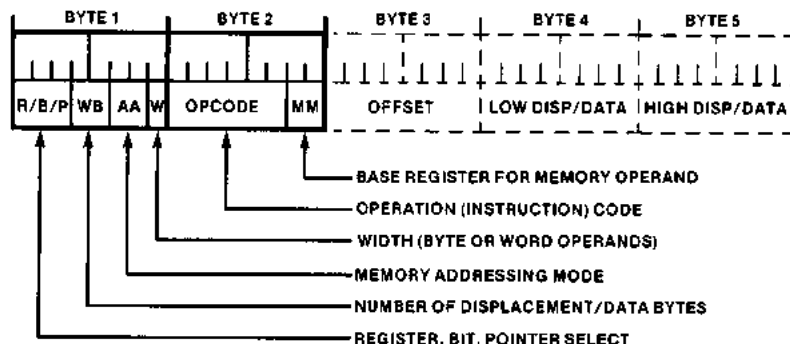 BYTE 1 BYTE 2 BYTE 3 BYTE 4 BYTE 5
R/B/P WB AA W OPCODE MM OFFSET LOW DISP/DATA HIGH DISP/DATA
BASE REGISTER FOR MEMORY OPERAND
OPERATION (INSTRUCTION) CODE
WIDTH (BYTE OR WORD OPERANDS)
MEMORY ADDRESSING MODE
NUMBER OF DISPLACEMENT/DATA BYTES
REGISTER, BIT, POINTER SELECT